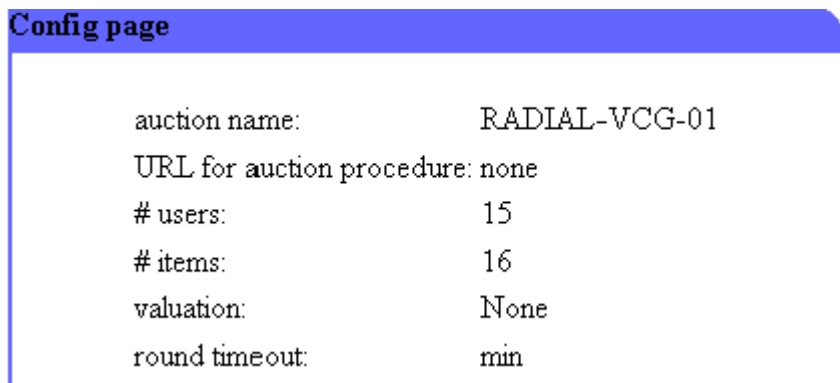 Config page
auction name: RADIAL-VCG-01
URL for auction procedure: none
# users: 15
# items: 16
valuation: None
round timeout: min